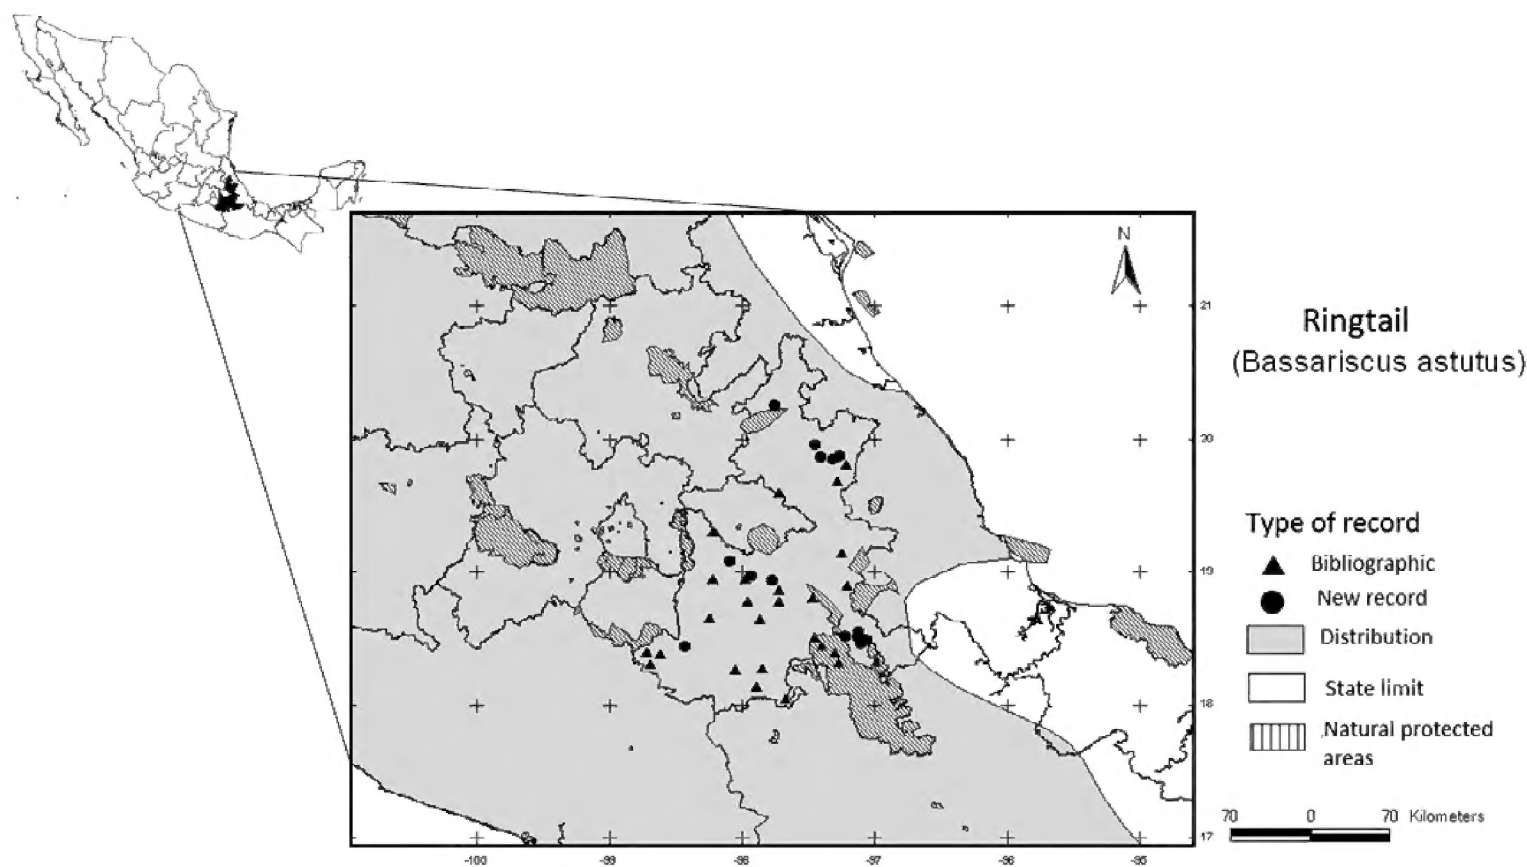 N
21
20
19
18
17
-100
-99
-98
-97
-96
-95
Ringtail
(Bassariscus astutus)
Type of record
Bibliographic
New record
Distribution
State limit
Natural protected
areas
70 0 70 Kilometers